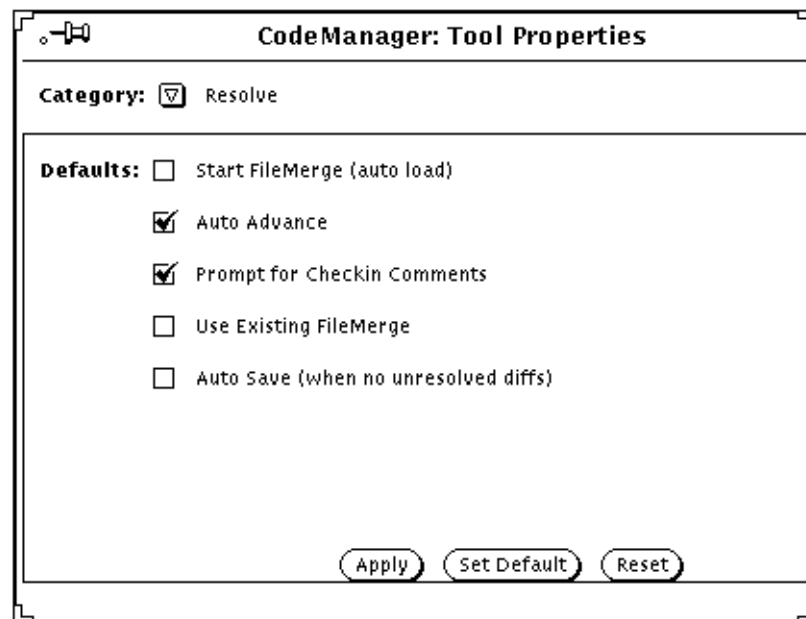 CodeManager: Tool Properties
Category: Resolve
Defaults: Start FileMerge (auto load)
Auto Advance
Prompt for Checkin Comments
Use Existing FileMerge
Auto Save (when no unresolved diffs)
Apply Set Default Reset